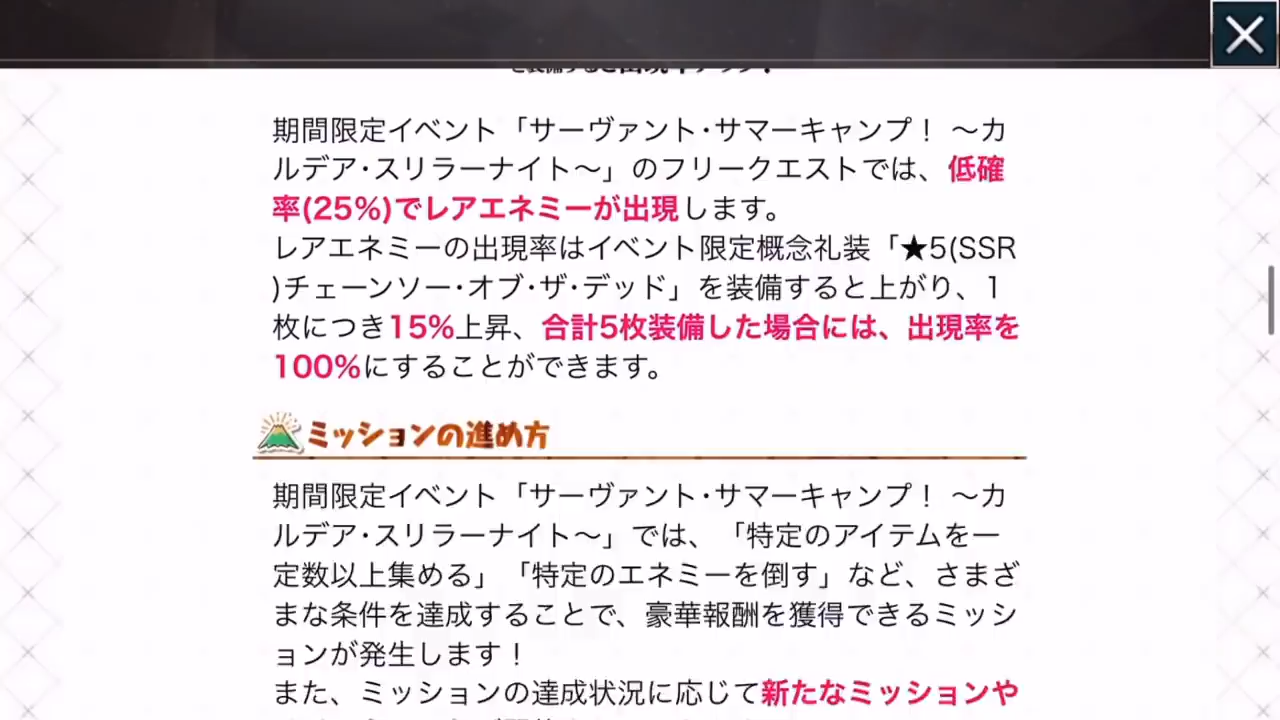 期間限定イベント「サーヴァント・サマーキャンプ! ～カ
ルデア・スリラーナイト～」のフリークエストでは、低確
率(25%)でレアエネミーが出現します。
レアエネミーの出現率はイベント限定概念礼装「★5(SSR
)チェーンソー・オブ・ザ・デッド」を装備すると上がり、1
枚につき15%上昇、合計5枚装備した場合には、出現率を
100%にすることができます。
ミッションの進め方
期間限定イベント「サーヴァント・サマーキャンプ! ～カ
ルデア・スリラーナイト～」では、「特定のアイテムを一
定数以上集める」「特定のエネミーを倒す」など、さまざ
まな条件を達成することで、豪華報酬を獲得できるミッシ
ョンが発生します!
また、ミッションの達成状況に応じて新たなミッションや